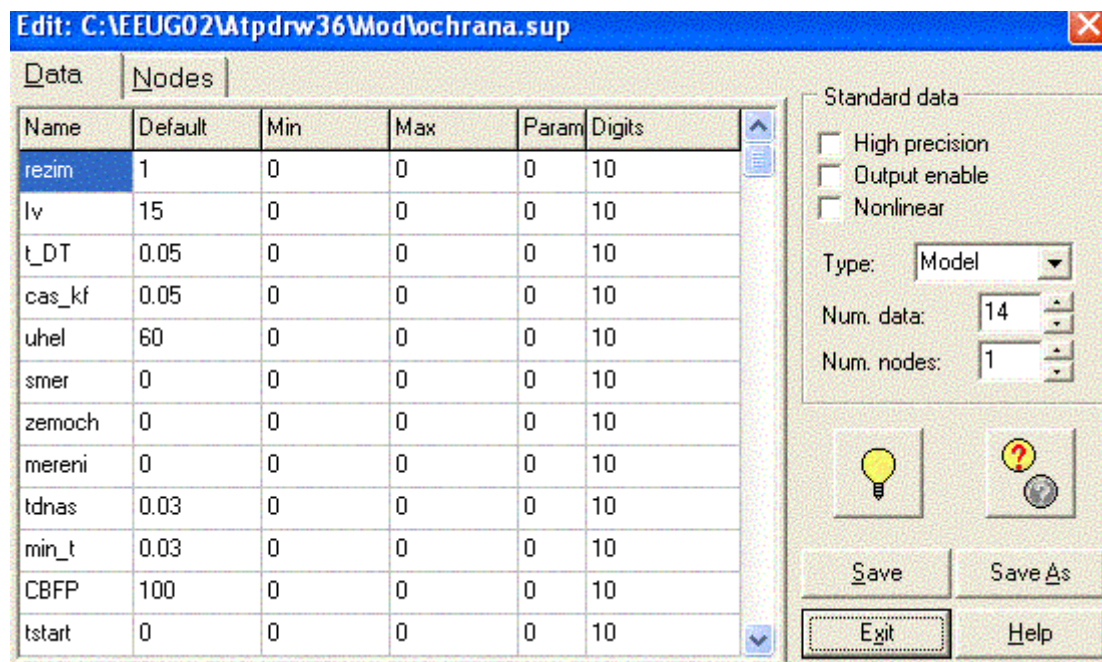 Edit: C:\EEUG02\Atpdrw36\Mod\ochrana.sup
Data Nodes
Name Default Min Max Param Digits
rezim 1 0 0 0 10
Iv 15 0 0 0 10
t_DT 0.05 0 0 0 10
cas_kf 0.05 0 0 0 10
uhel 60 0 0 0 10
smer 0 0 0 0 10
zemoch 0 0 0 0 10
mereni 0 0 0 0 10
tdnas 0.03 0 0 0 10
min_t 0.03 0 0 0 10
CBFP 100 0 0 0 10
tstart 0 0 0 0 10
Standard data
High precision
Output enable
Nonlinear
Type: Model
Num. data: 14
Num. nodes: 1
Save Save As
Exit Help